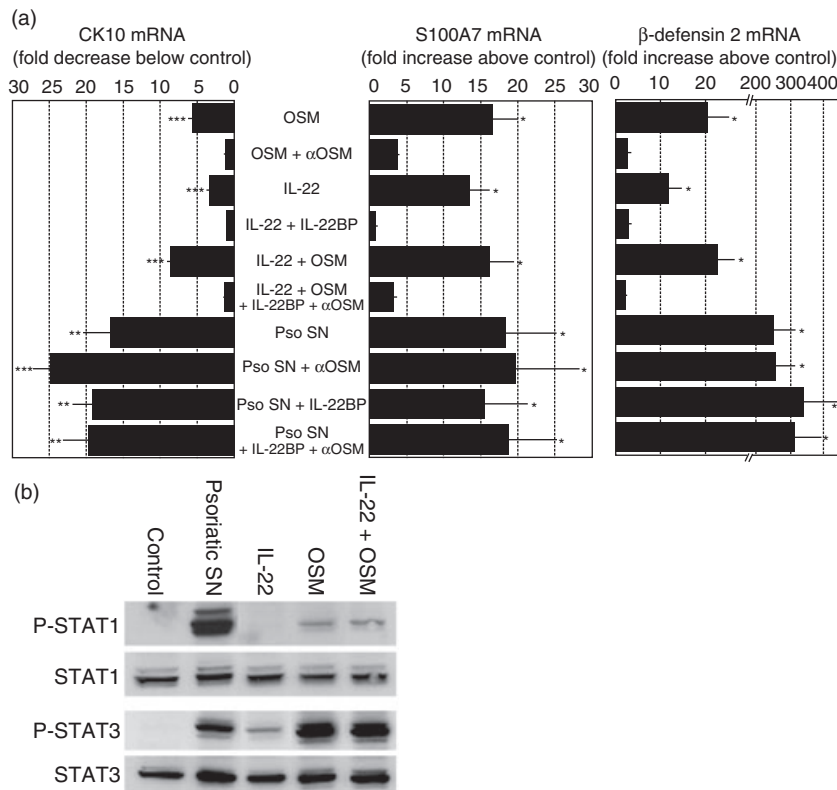 (a)
CK10 mRNA
(fold decrease below control)
S100A7 mRNA
(fold increase above control)
β-defensin 2 mRNA
(fold increase above control)
30 25 20 15 10 5 0
0 5 10 15 20 25 30
0 10 20 200 300 400
*** OSM * *
OSM + αOSM
*** IL-22 * *
IL-22 + IL-22BP
*** IL-22 + OSM * *
IL-22 + OSM
+ IL-22BP + αOSM
** Pso SN * *
*** Pso SN + αOSM * *
** Pso SN + IL-22BP * *
** Pso SN * *
+ IL-22BP + αOSM
(b)
Control
Psoriatic SN
IL-22
OSM
IL-22 + OSM
P-STAT1
STAT1
P-STAT3
STAT3